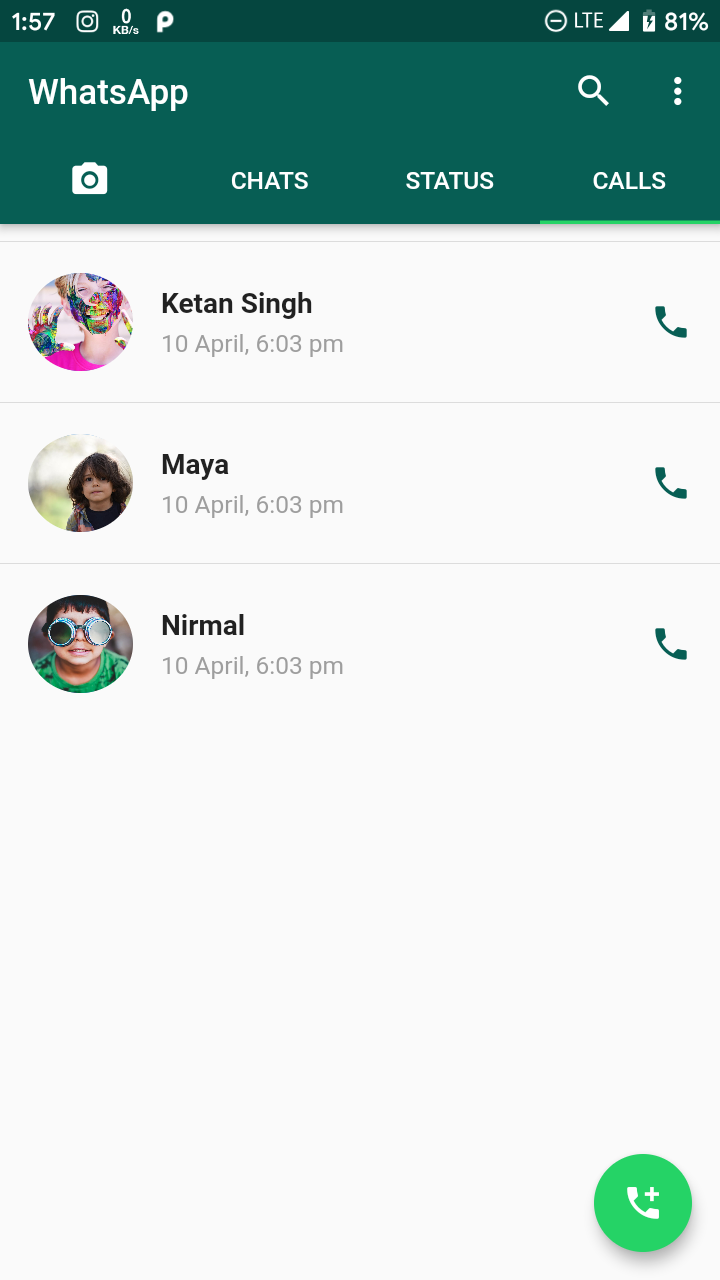 1:57 0 KB/s LTE 81%
WhatsApp
CHATS STATUS CALLS
Ketan Singh
10 April, 6:03 pm
Maya
10 April, 6:03 pm
Nirmal
10 April, 6:03 pm